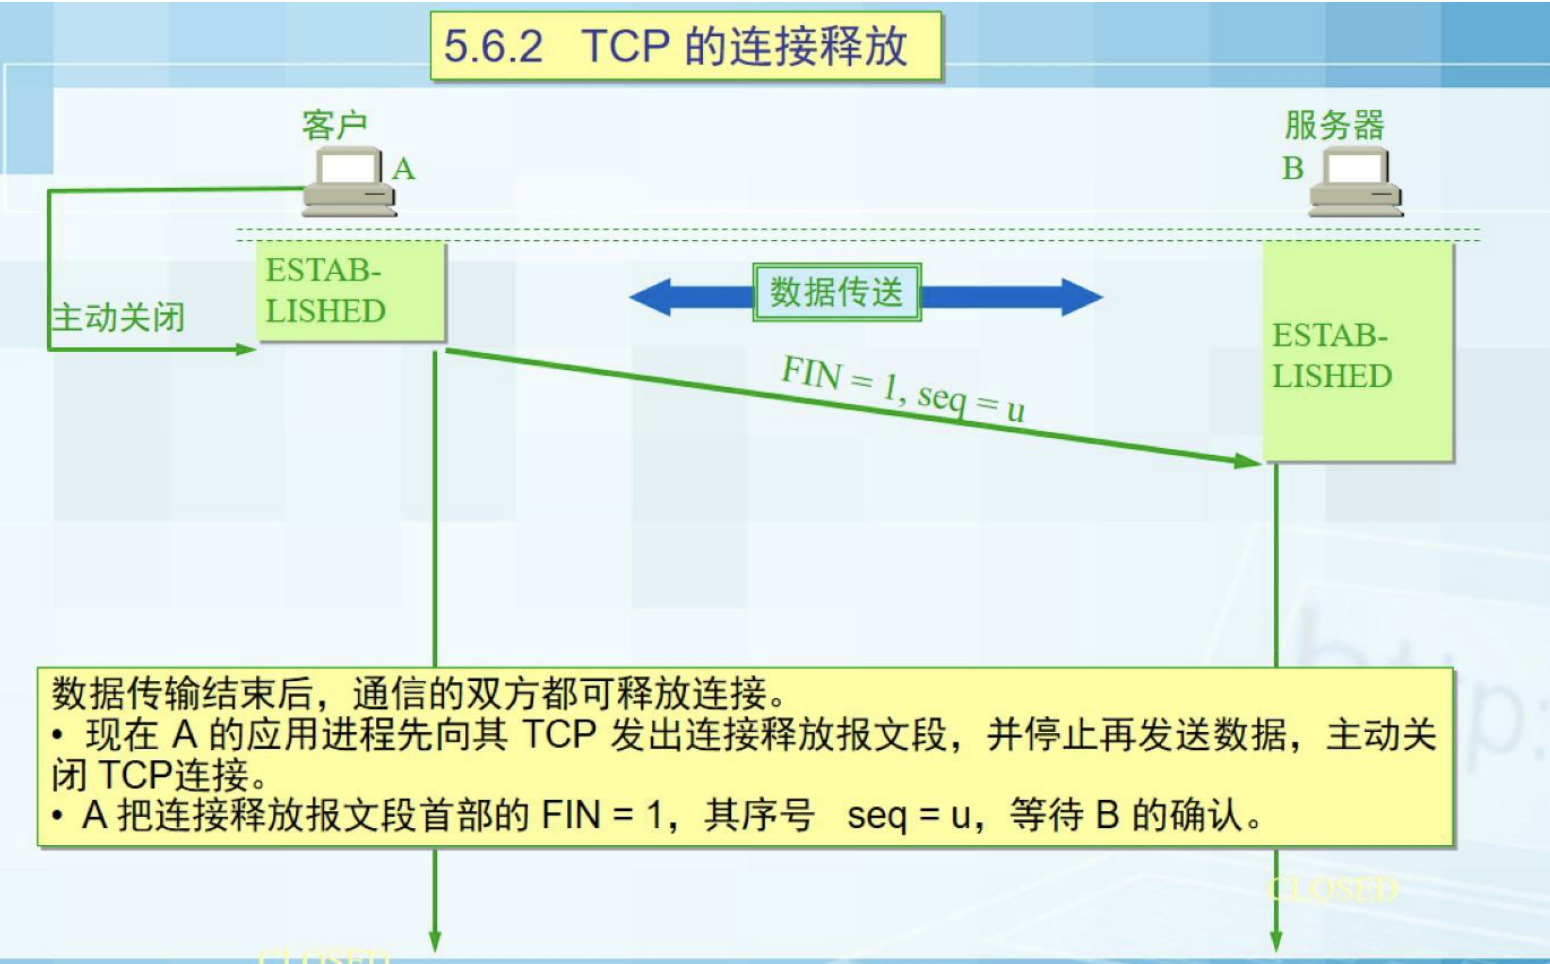 5.6.2 TCP 的连接释放
客户
服务器
A
B
ESTAB-
LISHED
数据传送
主动关闭
ESTAB-
LISHED
FIN = 1, seq = u
数据传输结束后，通信的双方都可释放连接。
• 现在 A 的应用进程先向其 TCP 发出连接释放报文段，并停止再发送数据，主动关
闭 TCP连接。
• A 把连接释放报文段首部的 FIN = 1，其序号 seq = u，等待 B 的确认。
CLOSED
CLOSED
http: